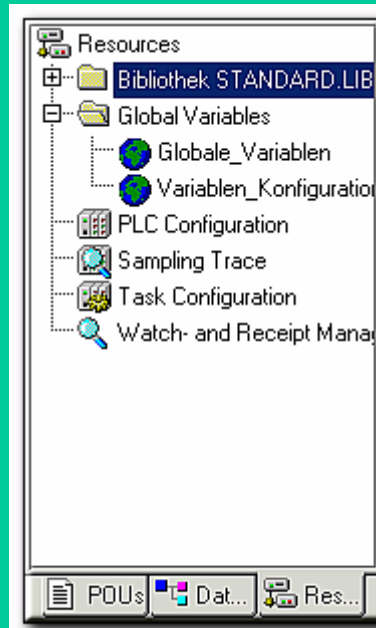 Resources
Bibliothek STANDARD.LIB
Global Variables
Globale_Variablen
Variablen_Konfiguration
PLC Configuration
Sampling Trace
Task Configuration
Watch- and Receipt Mana
POUs Dat... Res...